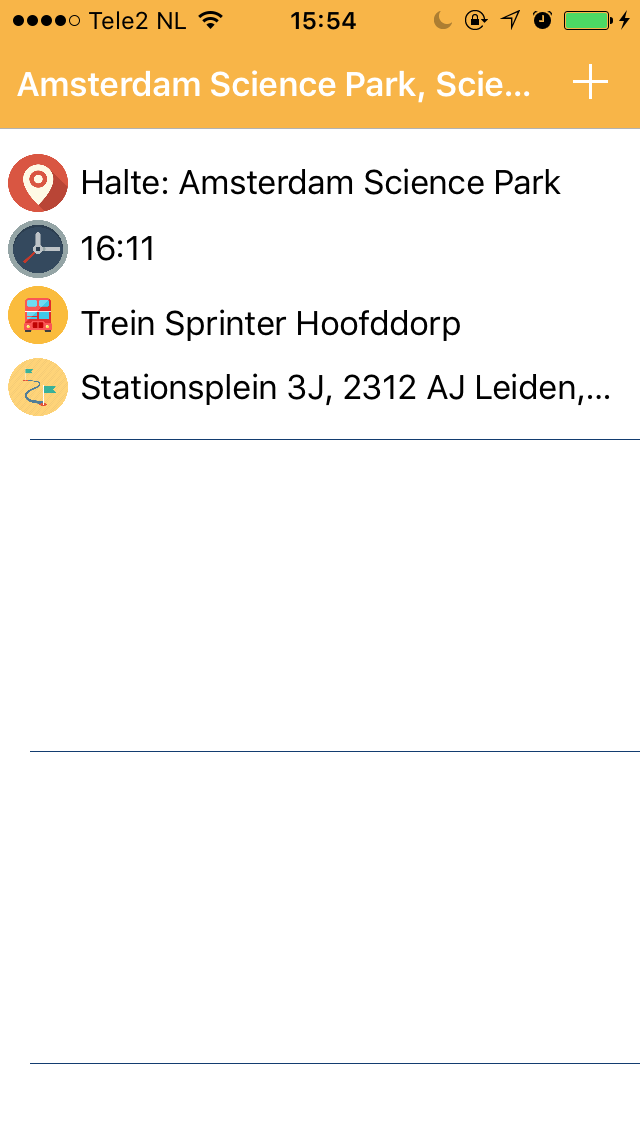 Tele2 NL 15:54
Amsterdam Science Park, Scie...
Halte: Amsterdam Science Park
16:11
Trein Sprinter Hoofddorp
Stationsplein 3J, 2312 AJ Leiden,...